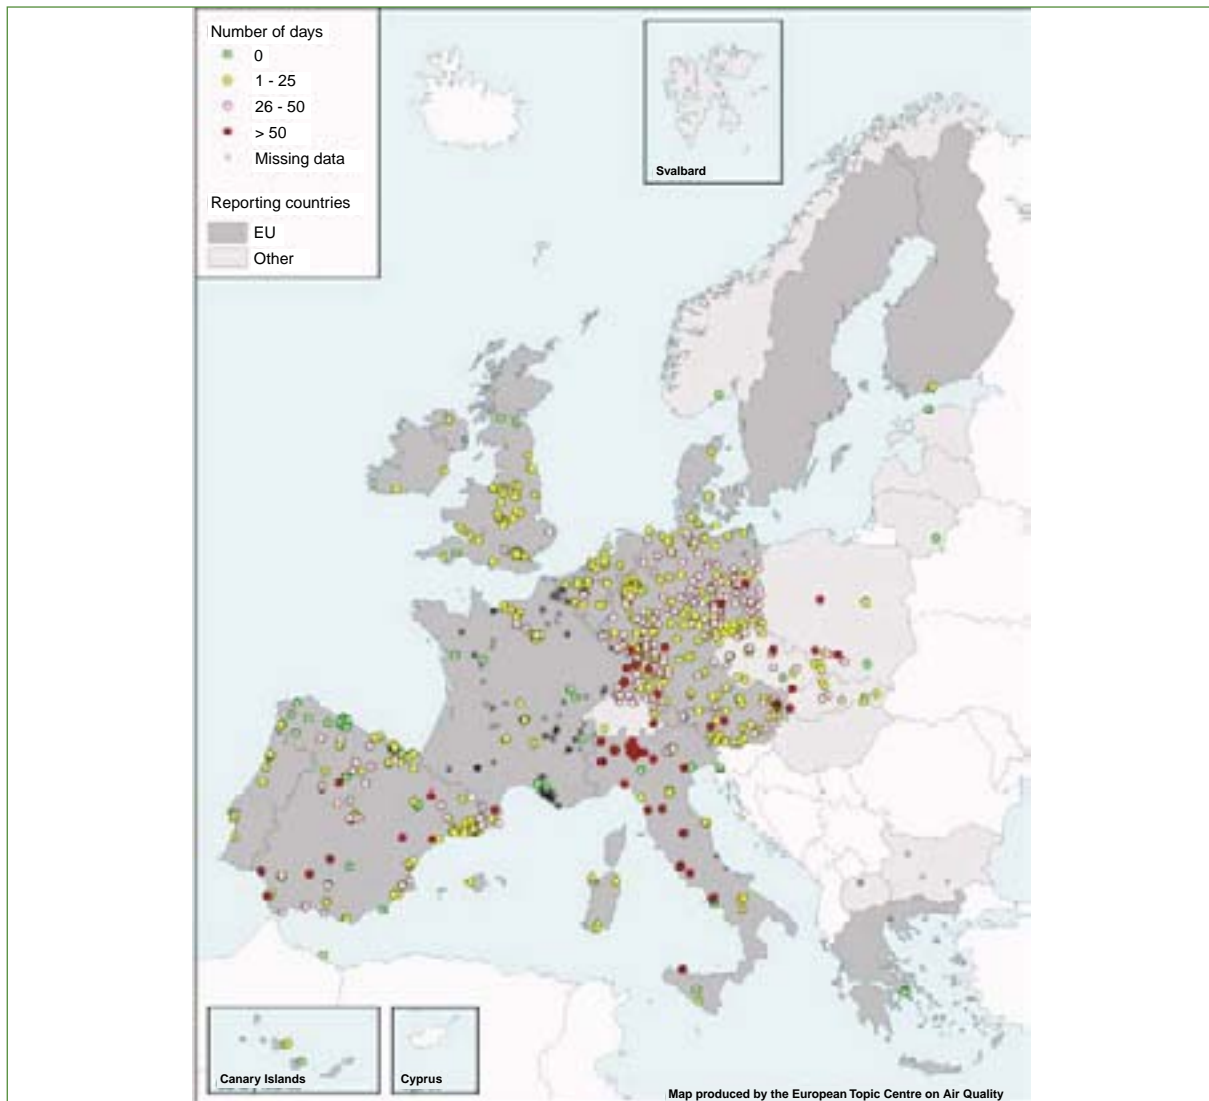 Number of days
0
1 - 25
26 - 50
> 50
Missing data
Reporting countries
EU
Other
Svalbard
Canary Islands
Cyprus
Map produced by the European Topic Centre on Air Quality